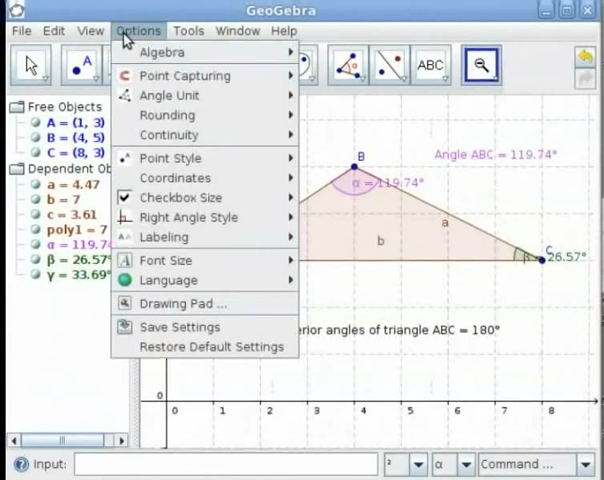 GeoGebra
File Edit View Options Tools Window Help
ABC
Algebra
Point Capturing
Angle Unit
Rounding
Continuity
Point Style
Coordinates
Checkbox Size
Right Angle Style
Labeling
Font Size
Language
Drawing Pad ...
Save Settings
Restore Default Settings
Free Objects
A = (1, 3)
B = (4, 5)
C = (8, 3)
Dependent Ob
a = 4.47
b = 7
c = 3.61
poly1 = 7
α = 119.74
β = 26.57°
γ = 33.69°
B
Angle ABC = 119.74°
α = 119.74°
a
b
C
β
26.57°
erior angles of triangle ABC = 180°
0
0 1 2 3 4 5 6 7 8
Input:
² α Command ...